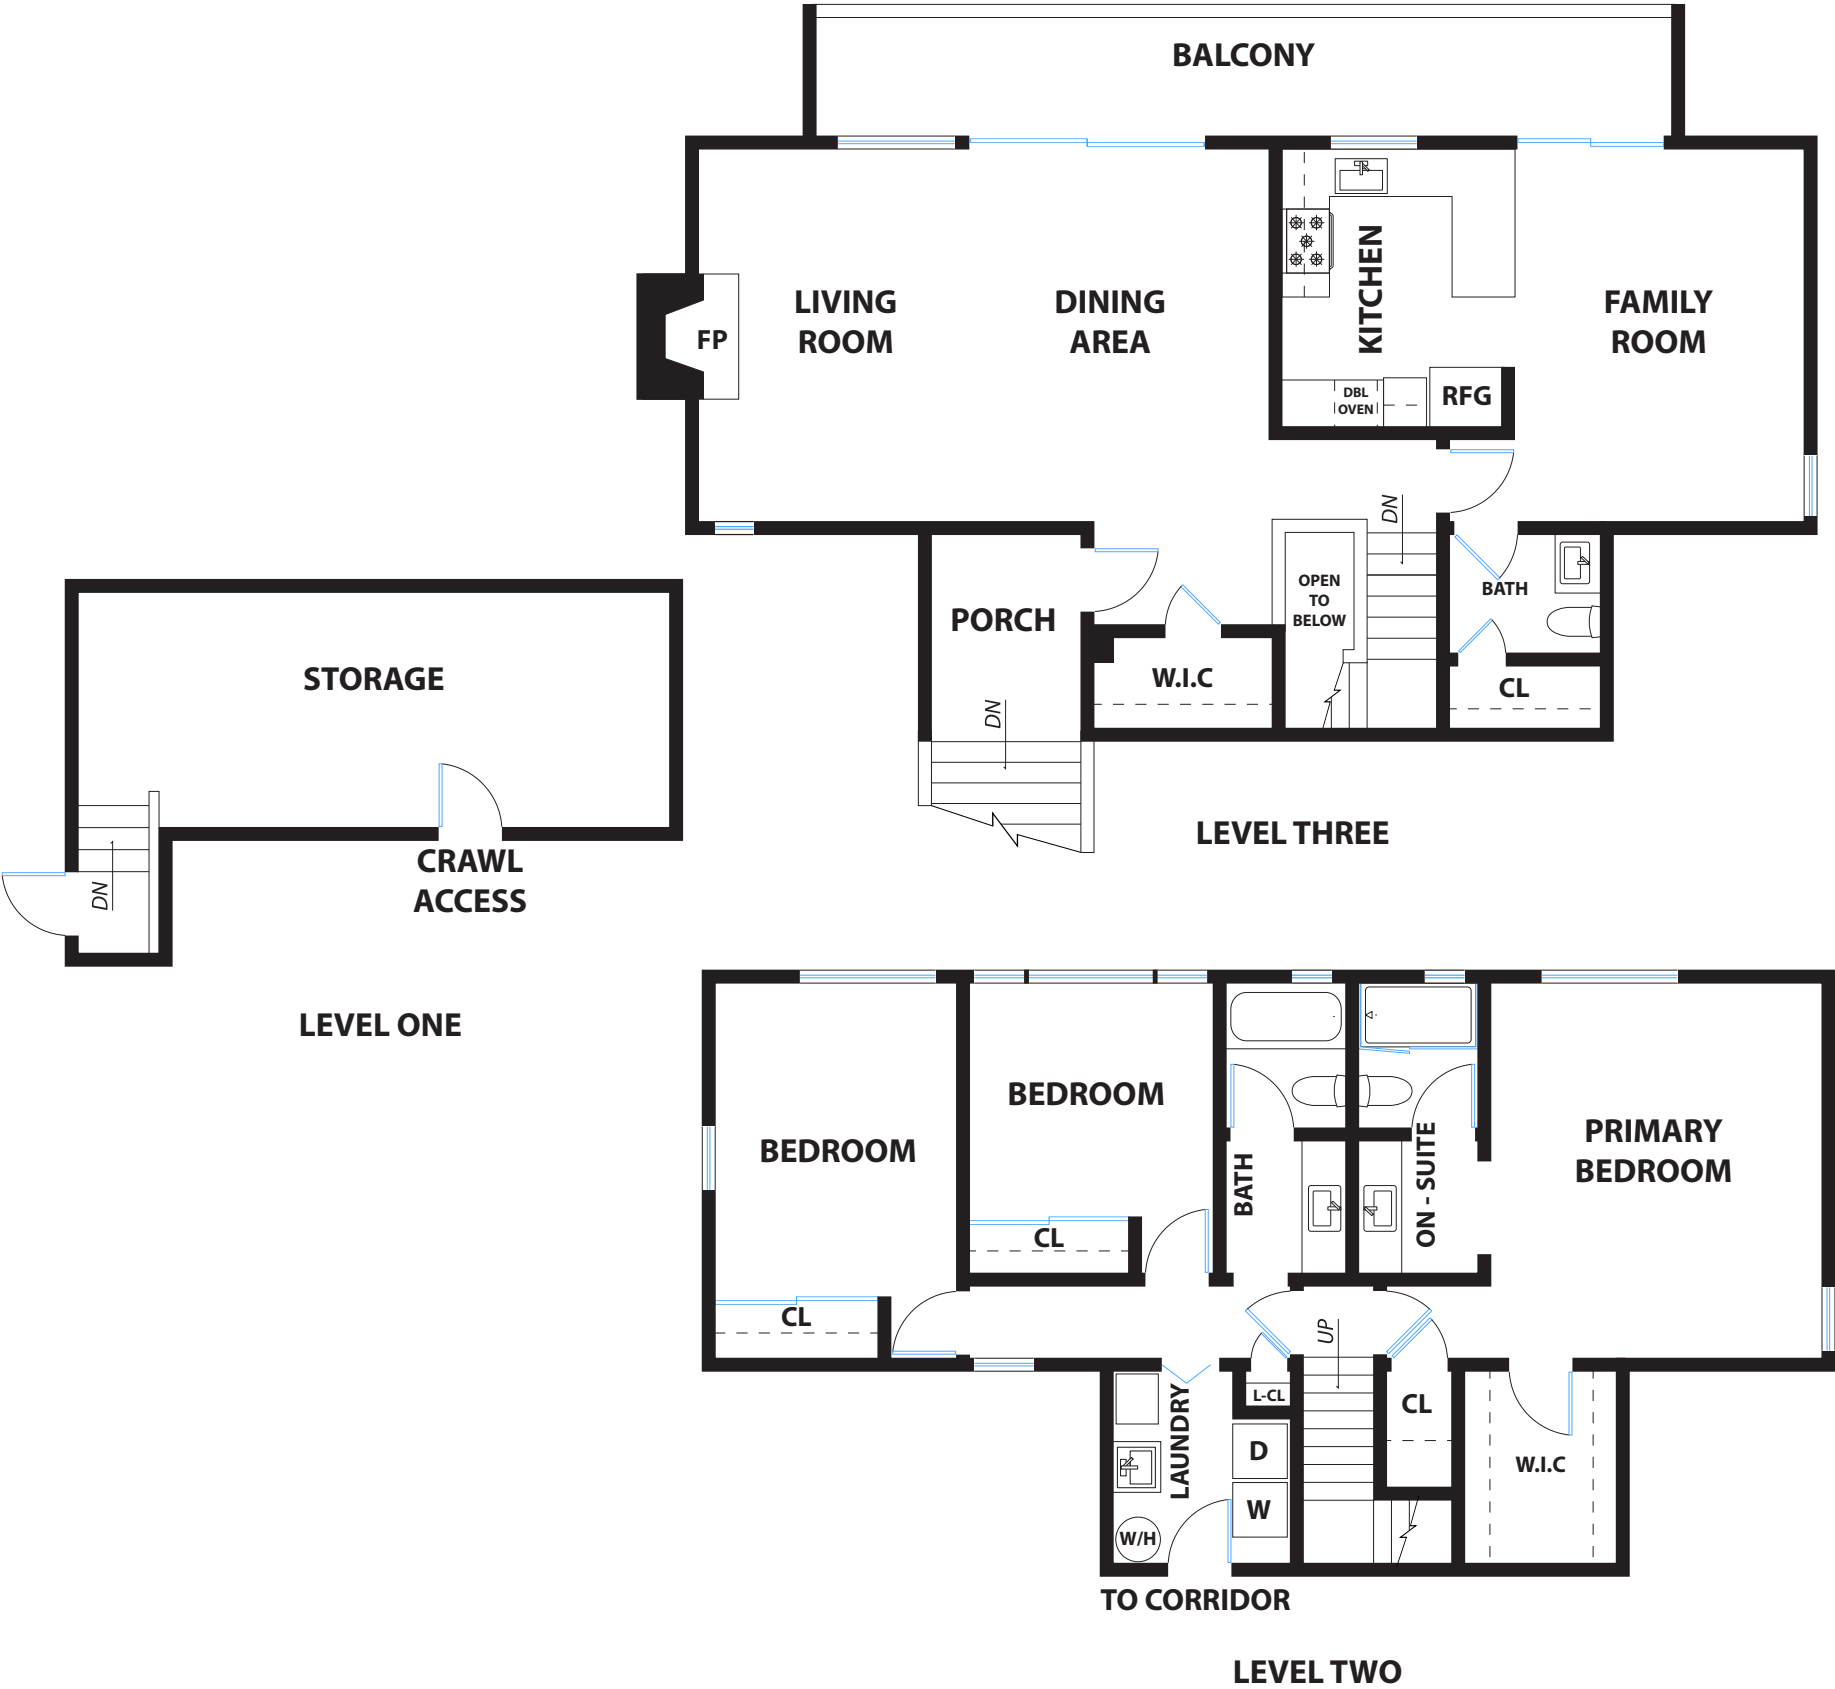 BALCONY
LIVING
ROOM
DINING
AREA
KITCHEN
FAMILY
ROOM
FP
DBL
OVEN
RFG
DN
OPEN
TO
BELOW
BATH
PORCH
W.I.C
CL
DN
LEVEL THREE
STORAGE
DN
CRAWL
ACCESS
LEVEL ONE
BEDROOM
BEDROOM
PRIMARY
BEDROOM
BATH
ON - SUITE
CL
CL
UP
L-CL
CL
LAUNDRY
D
W
W/H
W.I.C
TO CORRIDOR
LEVEL TWO